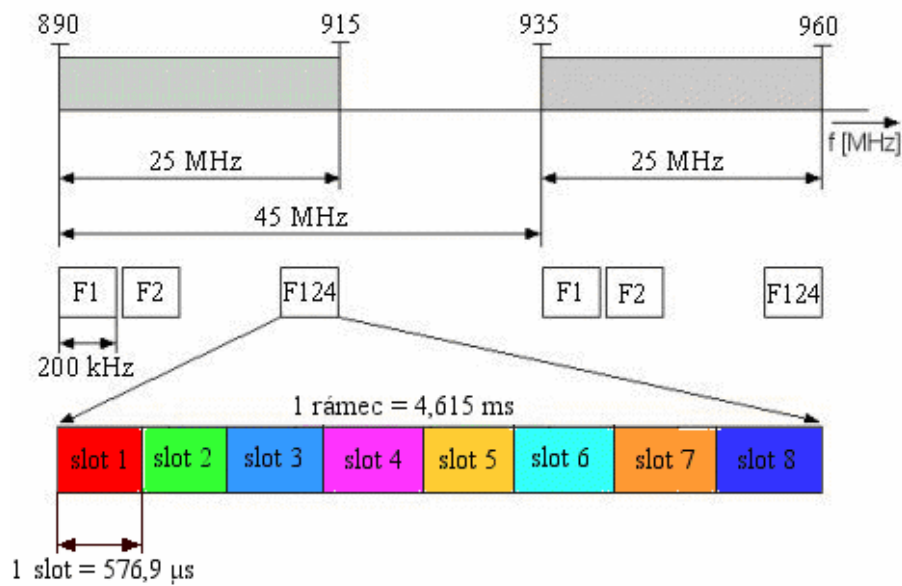 890 915 935 960
f [MHz]
25 MHz 25 MHz
45 MHz
F1 F2 F124 F1 F2 F124
200 kHz
1 rámec = 4,615 ms
slot 1 slot 2 slot 3 slot 4 slot 5 slot 6 slot 7 slot 8
1 slot = 576,9 µs